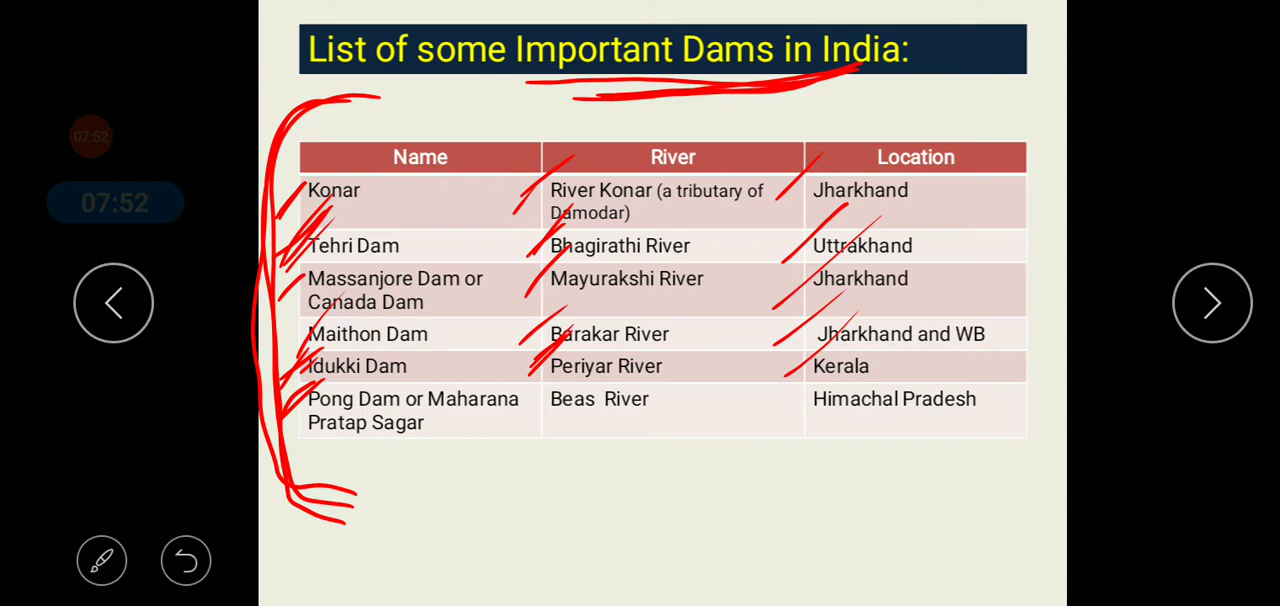 List of some Important Dams in India:
07:52
07:52
Name River Location
Konar River Konar (a tributary of Damodar) Jharkhand
Tehri Dam Bhagirathi River Uttrakhand
Massanjore Dam or Canada Dam Mayurakshi River Jharkhand
Maithon Dam Barakar River Jharkhand and WB
Idukki Dam Periyar River Kerala
Pong Dam or Maharana Pratap Sagar Beas River Himachal Pradesh